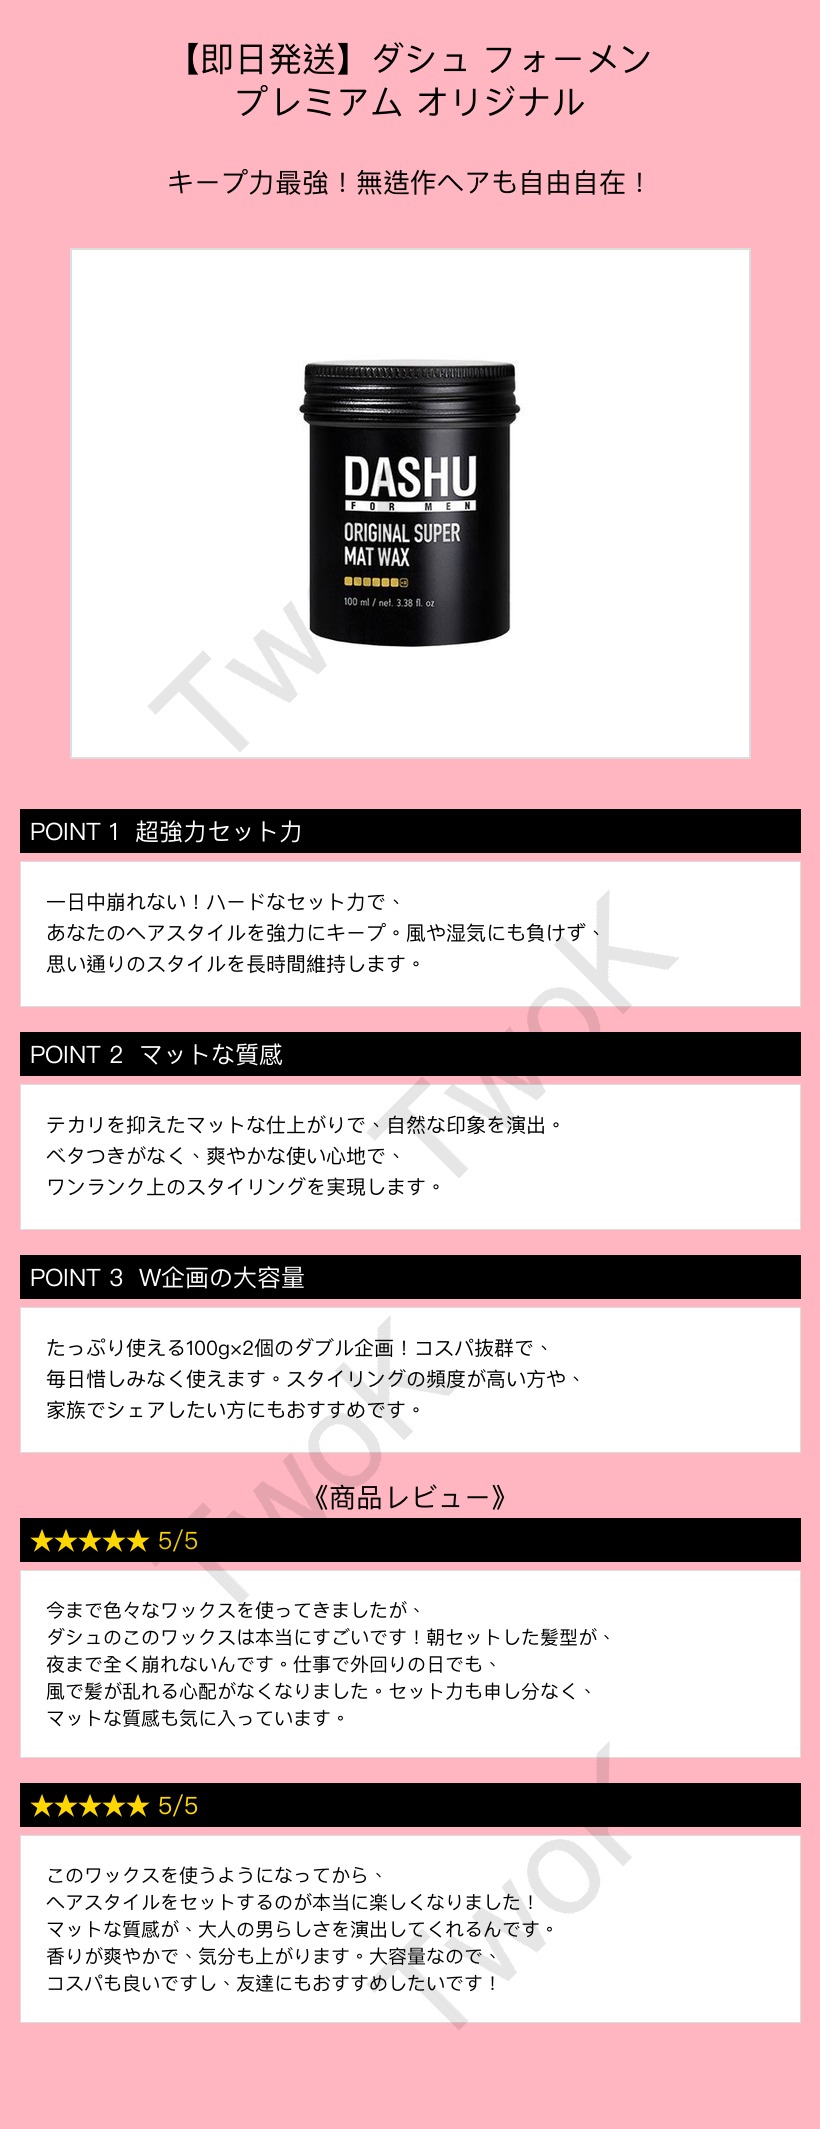 【即日発送】ダシュ フォーメン
プレミアム オリジナル
キープ力最強！無造作ヘアも自由自在！
DASHU
FOR MEN
ORIGINAL SUPER
MAT WAX
100 ml / net. 3.38 fl. oz
Tw
POINT 1 超強力セット力
一日中崩れない！ハードなセット力で、
あなたのヘアスタイルを強力にキープ。風や湿気にも負けず、
思い通りのスタイルを長時間維持します。
TwoK
POINT 2 マットな質感
テカリを抑えたマットな仕上がりで、自然な印象を演出。
ベタつきがなく、爽やかな使い心地で、
ワンランク上のスタイリングを実現します。
POINT 3 W企画の大容量
たっぷり使える100g×2個のダブル企画！コスパ抜群で、
毎日惜しみなく使えます。スタイリングの頻度が高い方や、
家族でシェアしたい方にもおすすめです。
TwoK
《商品レビュー》
★★★★★ 5/5
今まで色々なワックスを使ってきましたが、
ダシュのこのワックスは本当にすごいです！朝セットした髪型が、
夜まで全く崩れないんです。仕事で外回りの日でも、
風で髪が乱れる心配がなくなりました。セット力も申し分なく、
マットな質感も気に入っています。
★★★★★ 5/5
このワックスを使うようになってから、
ヘアスタイルをセットするのが本当に楽しくなりました！
マットな質感が、大人の男らしさを演出してくれるんです。
香りが爽やかで、気分も上がります。大容量なので、
コスパも良いですし、友達にもおすすめしたいです！
TwoK